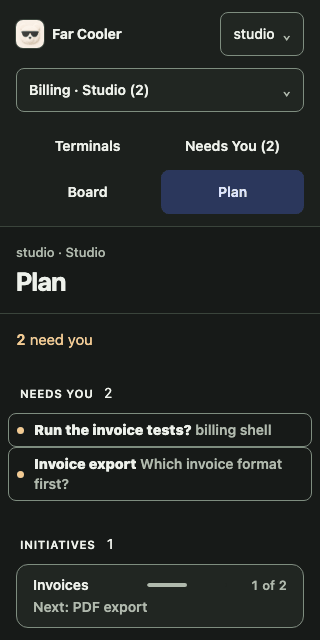 Far Cooler
studio
Billing · Studio (2)
Terminals
Needs You (2)
Board
Plan
studio · Studio
Plan
2 need you
NEEDS YOU 2
Run the invoice tests? billing shell
Invoice export Which invoice format
first?
INITIATIVES 1
Invoices 1 of 2
Next: PDF export